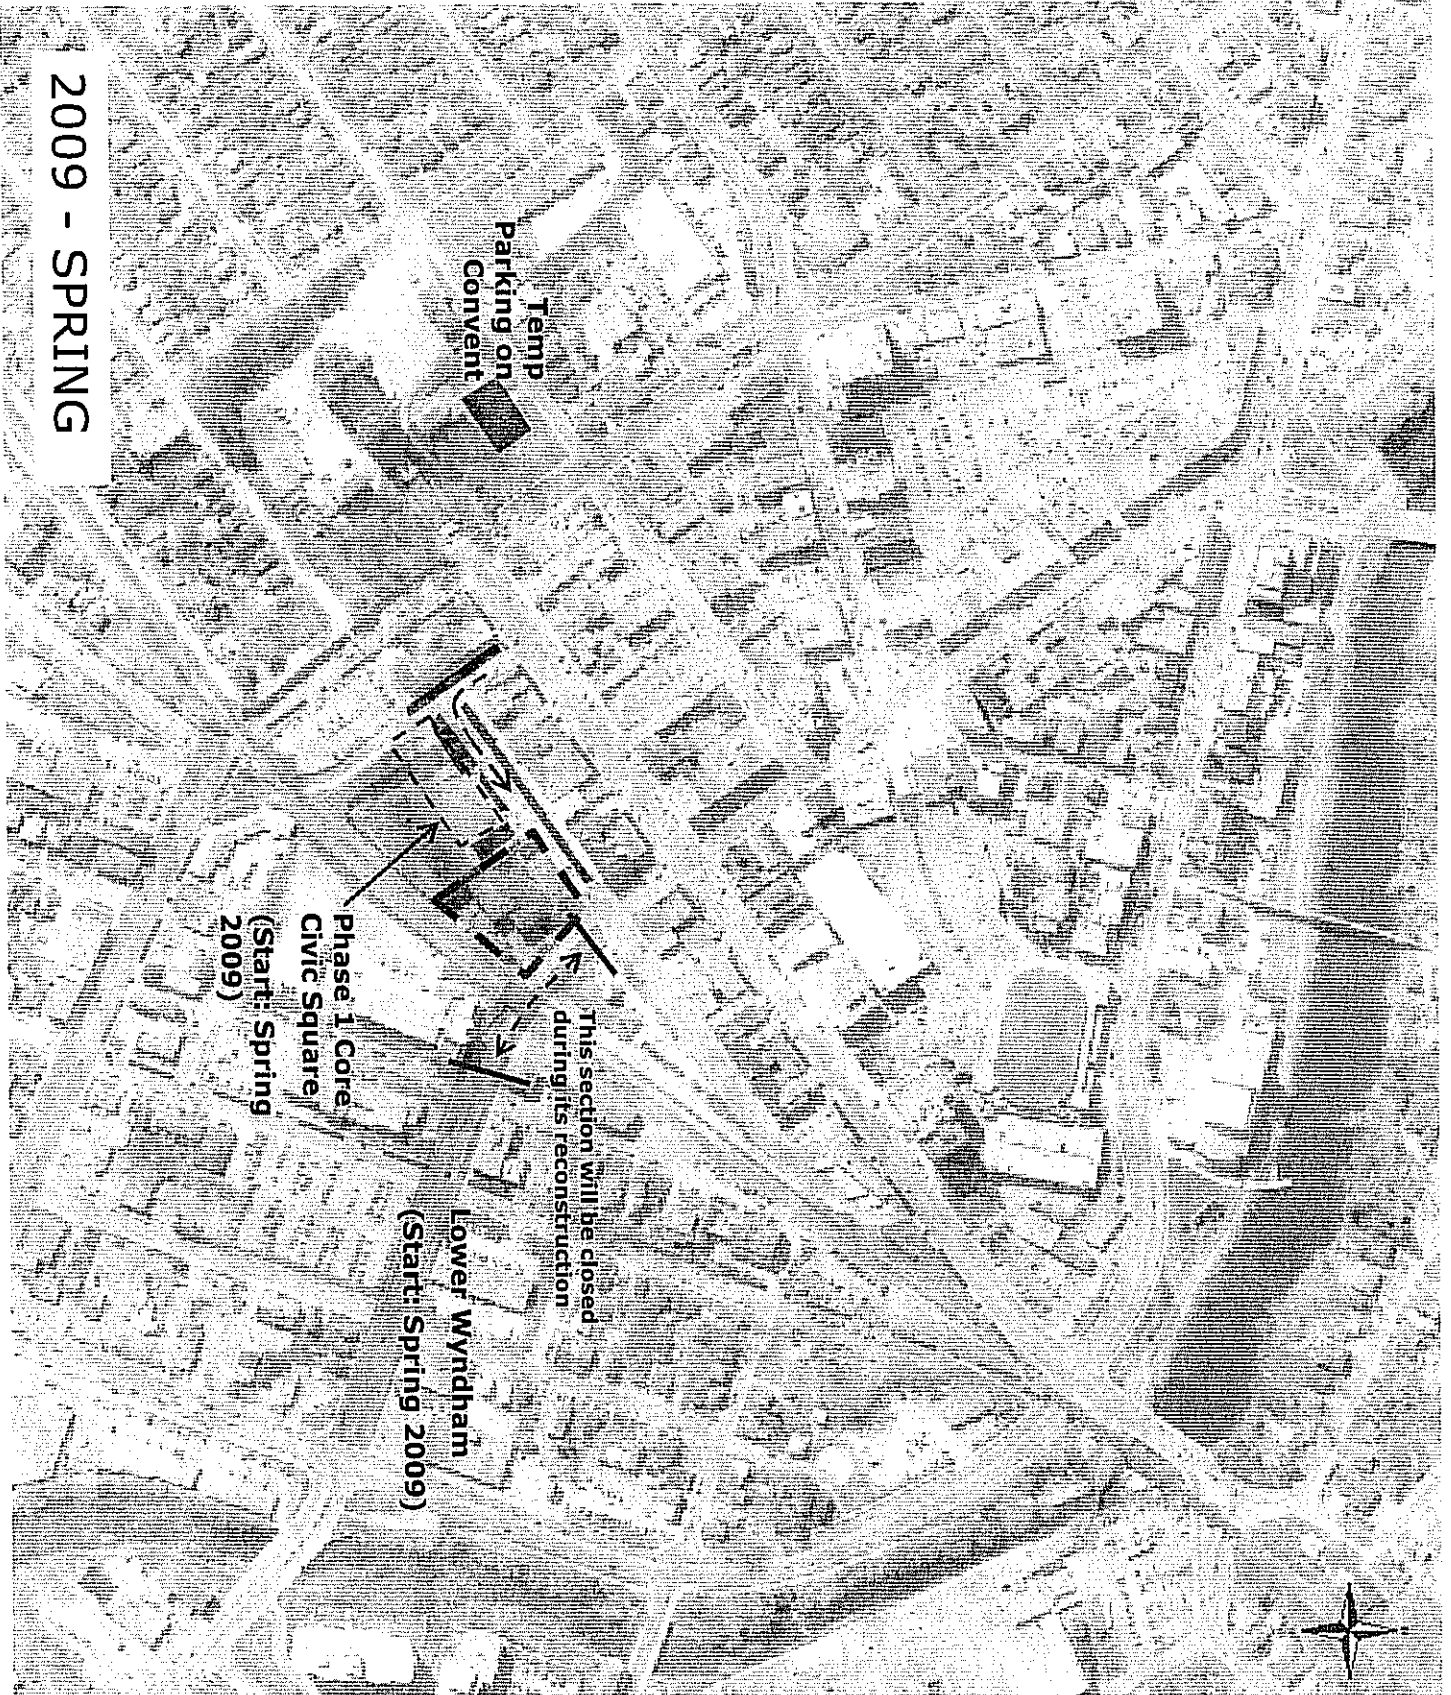 2009 - SPRING
Temp
Parking on
Convent
This section will be closed
during its reconstruction
Phase 1 Core
Civic Square
(Start: Spring
2009)
Lower Wyndham
(Start: Spring 2009)